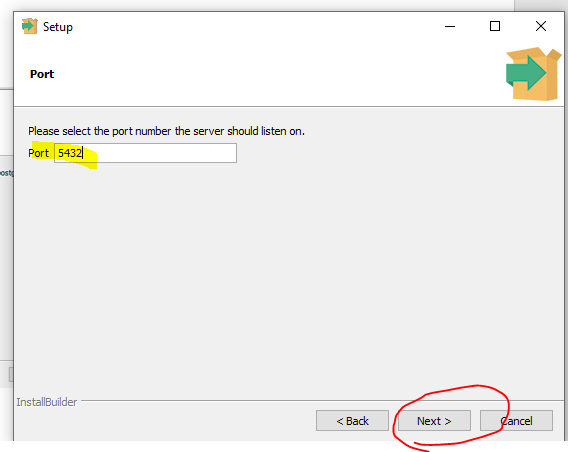 Setup
Port
Please select the port number the server should listen on.
Port 5432
InstallBuilder
< Back Next > Cancel